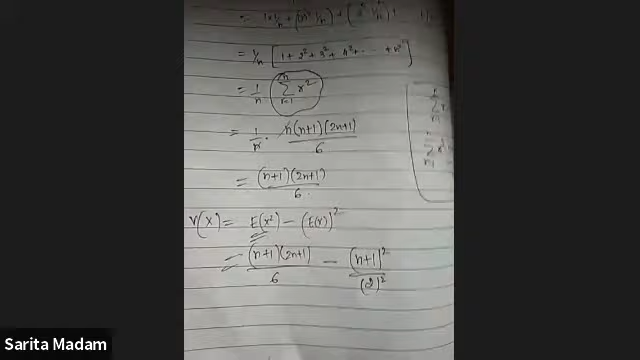 = 1/n [ 1 + 2² + 3² + 4² + ... + n² ]
= 1/n ( n Σ r=1 r² )
= 1/n · n(n+1)(2n+1)/6
= (n+1)(2n+1)/6.
V(X) = E(x²) - (E(x))²
= (n+1)(2n+1)/6 - (n+1)²/(2)²
Sarita Madam